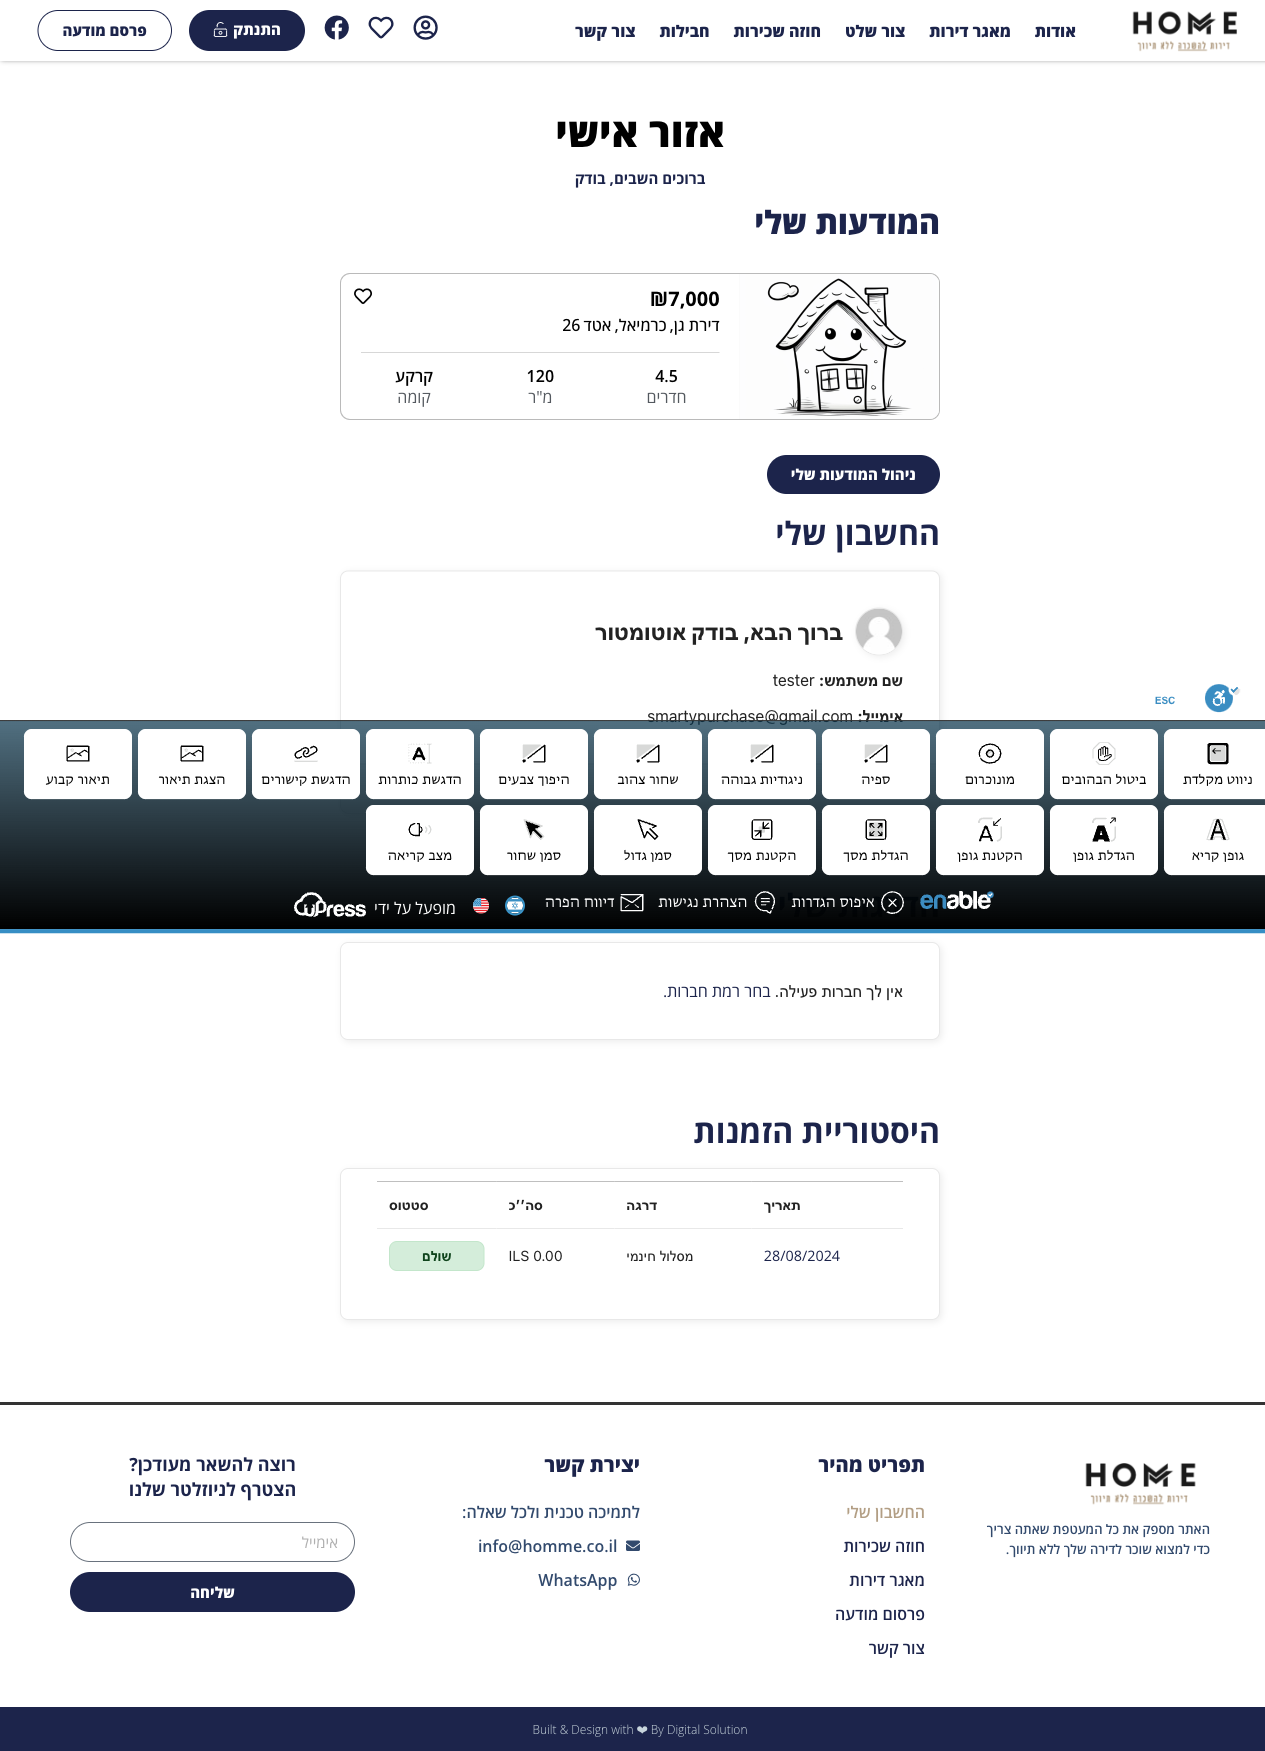 HOME
דירות להשכרה ללא תיווך
אודות
מאגר דירות
צור שלט
חוזה שכירות
חבילות
צור קשר
התנתק
פרסם מודעה
אזור אישי
ברוכים השבים, בודק
המודעות שלי
₪7,000
דירת גן, כרמיאל, אטד 26
4.5
חדרים
120
מ"ר
קרקע
קומה
ניהול המודעות שלי
החשבון שלי
ברוך הבא, בודק אוטומטור
שם משתמש: tester
אימייל: smartypurchase@gmail.com
ESC
ניווט מקלדת
ביטול הבהובים
מונוכרום
ספיה
ניגודיות גבוהה
שחור צהוב
היפוך צבעים
הדגשת כותרות
הדגשת קישורים
הצגת תיאור
תיאור קבוע
גופן קריא
הגדלת גופן
הקטנת גופן
הגדלת מסך
הקטנת מסך
סמן גדול
סמן שחור
מצב קריאה
enable
איפוס הגדרות
הצהרת נגישות
דיווח הפרה
מופעל על ידי
uPress
אין לך חברות פעילה. בחר רמת חברות.
היסטוריית הזמנות
תאריך
דרגה
סה׳׳כ
סטטוס
28/08/2024
מסלול חינמי
ILS 0.00
שולם
HOME
דירות להשכרה ללא תיווך
האתר מספק את כל המעטפת שאתה צריך
כדי למצוא שוכר לדירה שלך ללא תיווך.
תפריט מהיר
החשבון שלי
חוזה שכירות
מאגר דירות
פרסום מודעה
צור קשר
יצירת קשר
לתמיכה טכנית ולכל שאלה:
info@homme.co.il
WhatsApp
רוצה להשאר מעודכן?
הצטרף לניוזלטר שלנו
אימייל
שליחה
Built & Design with ❤ By Digital Solution